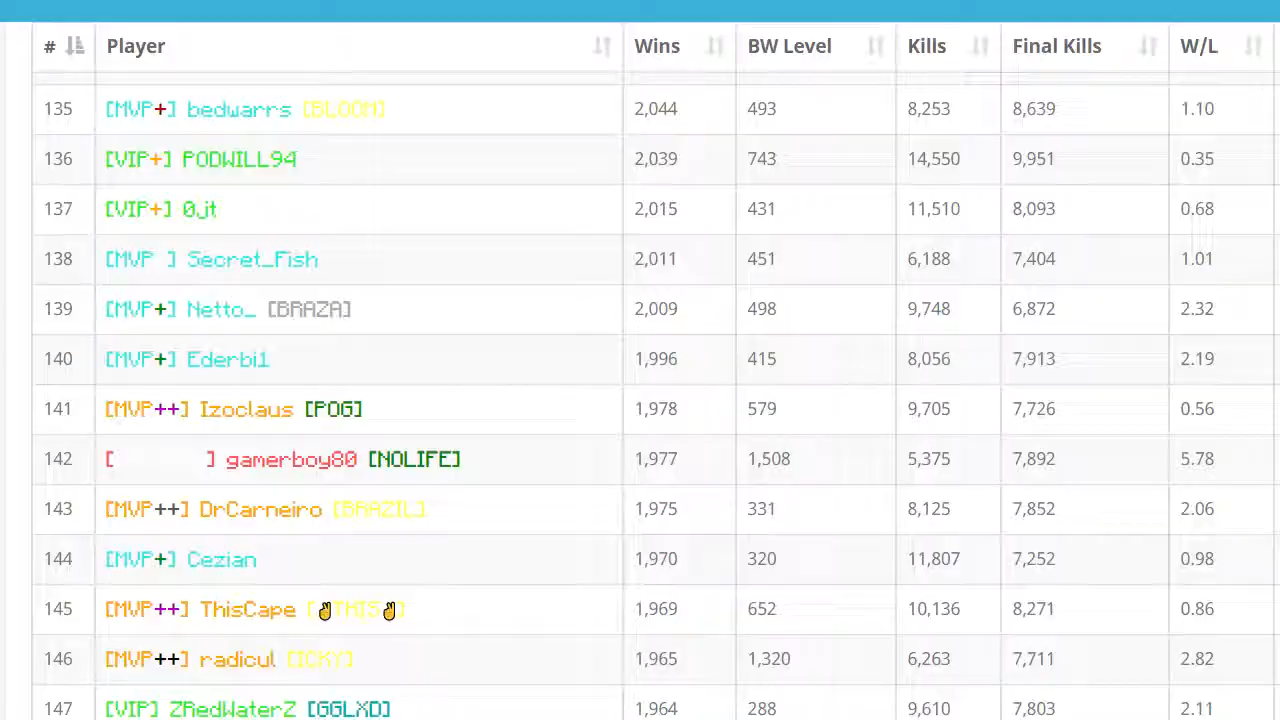 # Player Wins BW Level Kills Final Kills W/L
135 [MVP+] bedwarrs [BLOOM] 2,044 493 8,253 8,639 1.10
136 [VIP+] PODWILL94 2,039 743 14,550 9,951 0.35
137 [VIP+] 0jt 2,015 431 11,510 8,093 0.68
138 [MVP ] Secret_Fish 2,011 451 6,188 7,404 1.01
139 [MVP+] Netto_ [BRAZA] 2,009 498 9,748 6,872 2.32
140 [MVP+] Ederbi1 1,996 415 8,056 7,913 2.19
141 [MVP++] Izoclaus [POG] 1,978 579 9,705 7,726 0.56
142 [ ] gamerboy80 [NOLIFE] 1,977 1,508 5,375 7,892 5.78
143 [MVP++] DrCarneiro [BRAZIL] 1,975 331 8,125 7,852 2.06
144 [MVP+] Cezian 1,970 320 11,807 7,252 0.98
145 [MVP++] ThisCape [✌THIS✌] 1,969 652 10,136 8,271 0.86
146 [MVP++] radicul [ICKY] 1,965 1,320 6,263 7,711 2.82
147 [VIP] ZRedWaterZ [GGLXD] 1,964 288 9,610 7,803 2.11